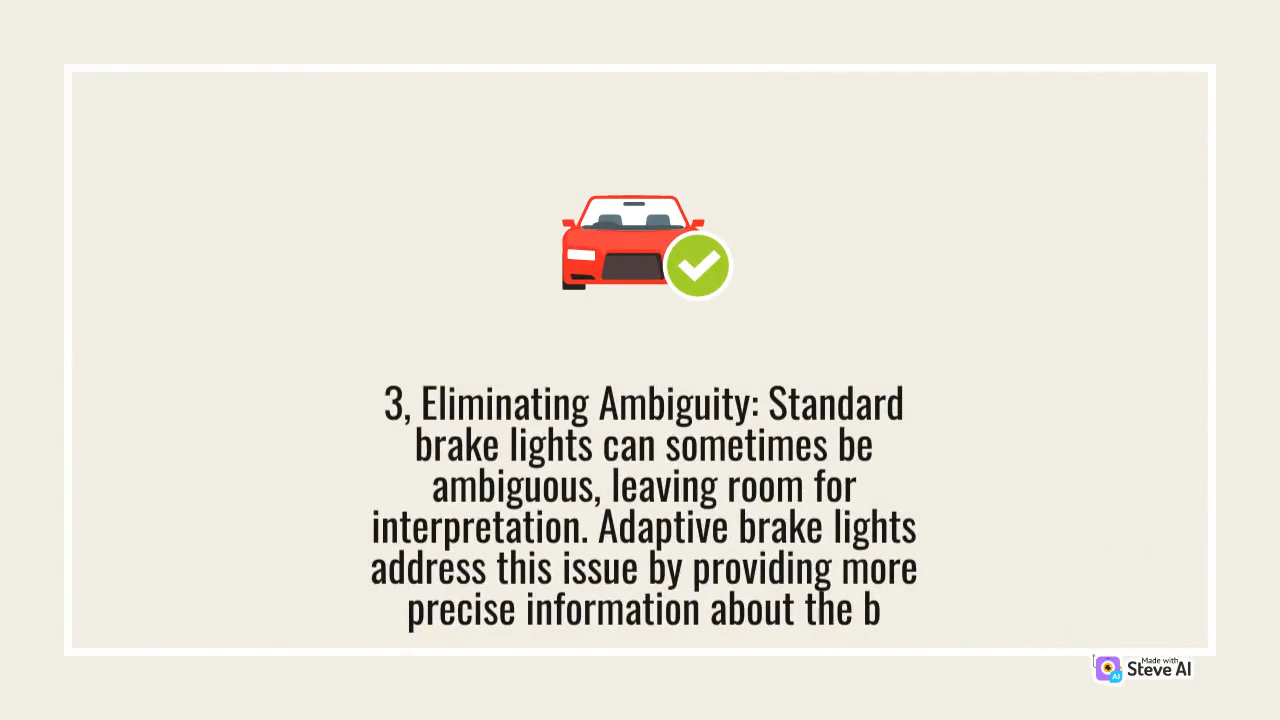 3, Eliminating Ambiguity: Standard
brake lights can sometimes be
ambiguous, leaving room for
interpretation. Adaptive brake lights
address this issue by providing more
precise information about the b
Made with
Steve AI
AI